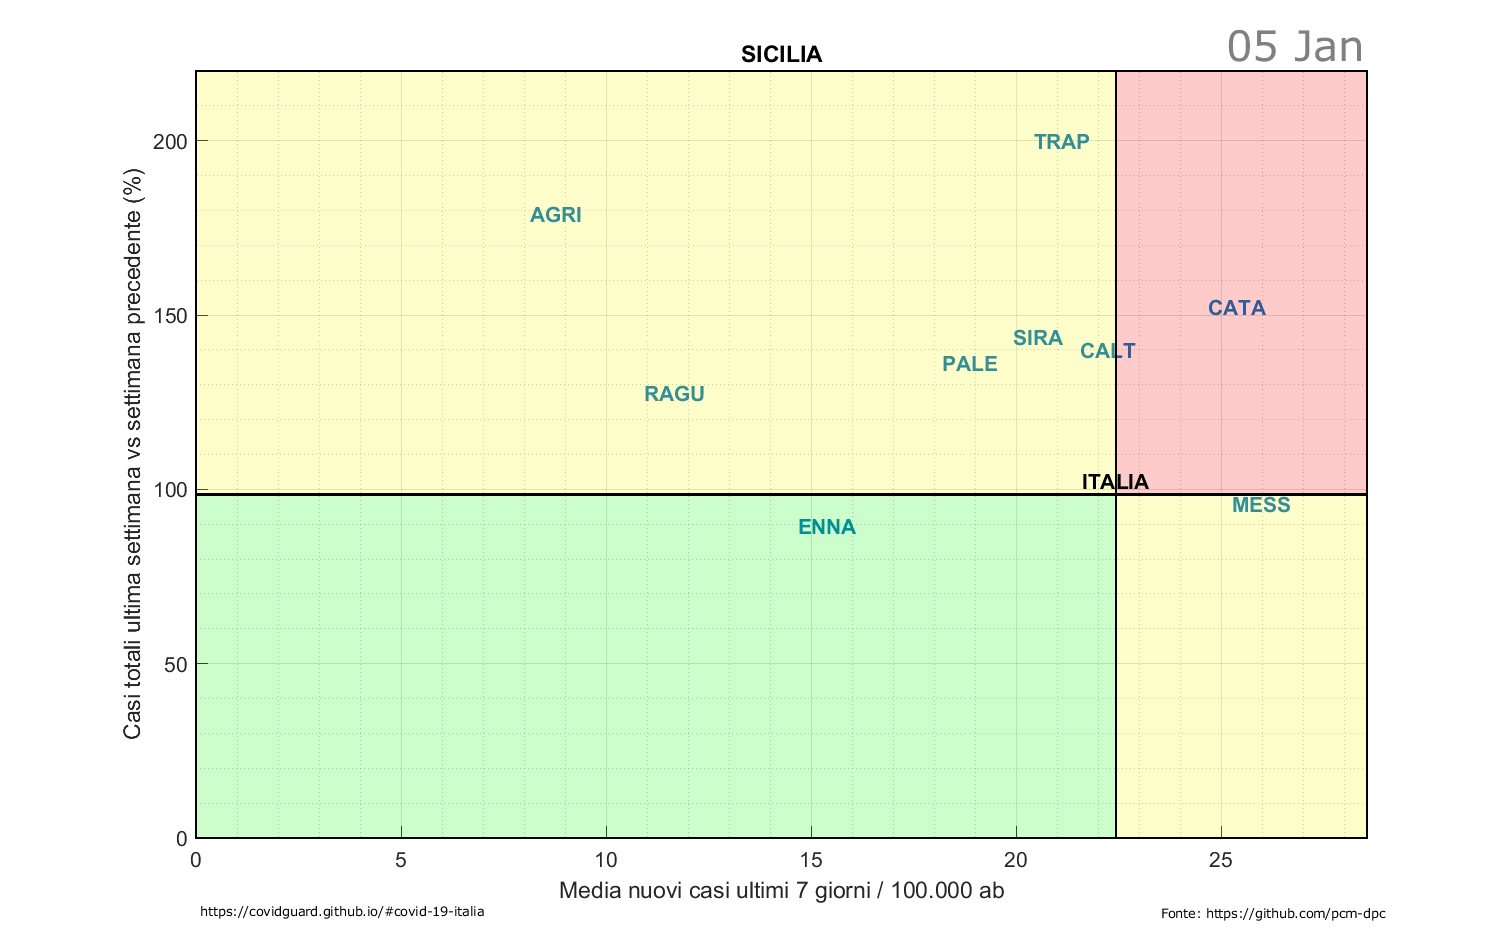 05 Jan
SICILIA
Casi totali ultima settimana vs settimana precedente (%)
200
150
100
50
0
TRAP
AGRI
CATA
SIRA
CALT
PALE
RAGU
ITALIA
MESS
ENNA
0 5 10 15 20 25
Media nuovi casi ultimi 7 giorni / 100.000 ab
https://covidguard.github.io/#covid-19-italia
Fonte: https://github.com/pcm-dpc